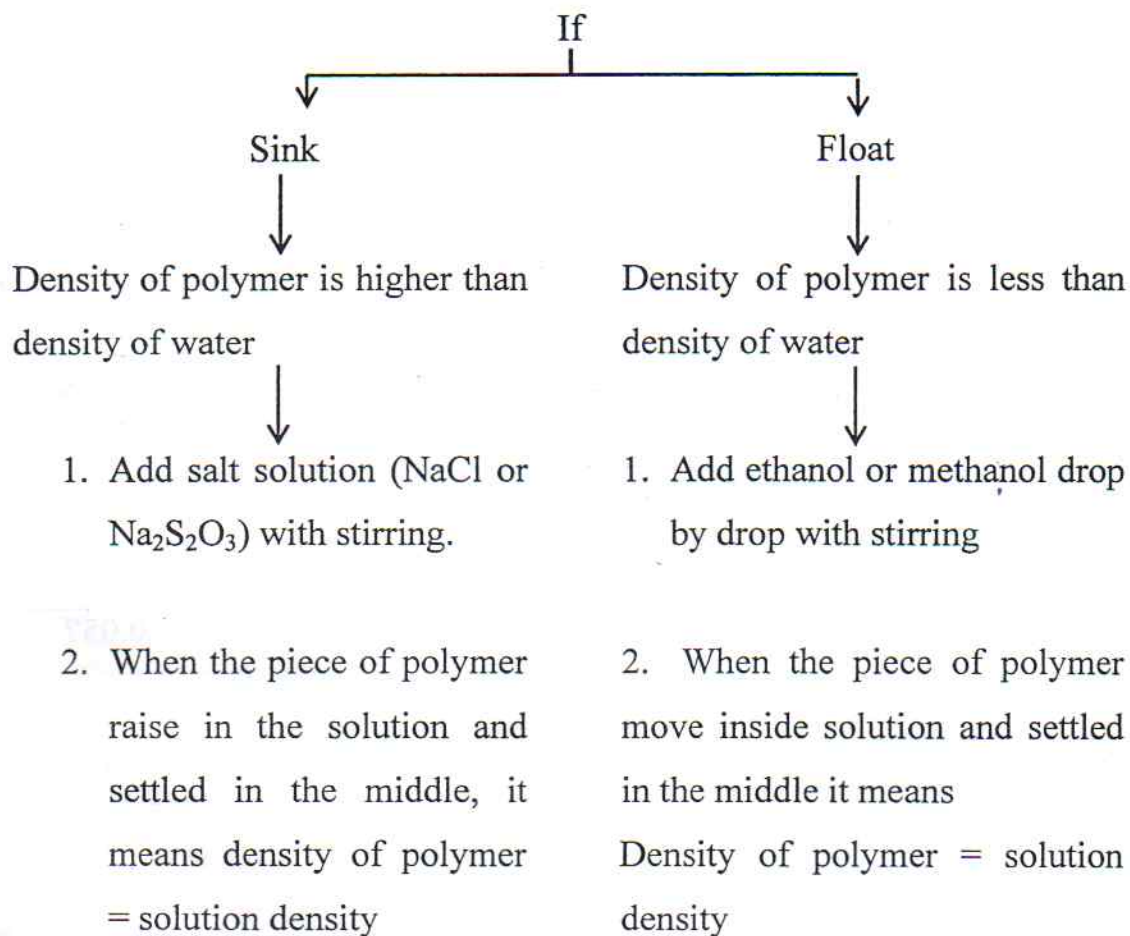 If
Sink
Float
Density of polymer is higher than
density of water
Density of polymer is less than
density of water
1. Add salt solution (NaCl or
Na₂S₂O₃) with stirring.
1. Add ethanol or methanol drop
by drop with stirring
2. When the piece of polymer
raise in the solution and
settled in the middle, it
means density of polymer
= solution density
2. When the piece of polymer
move inside solution and settled
in the middle it means
Density of polymer = solution
density